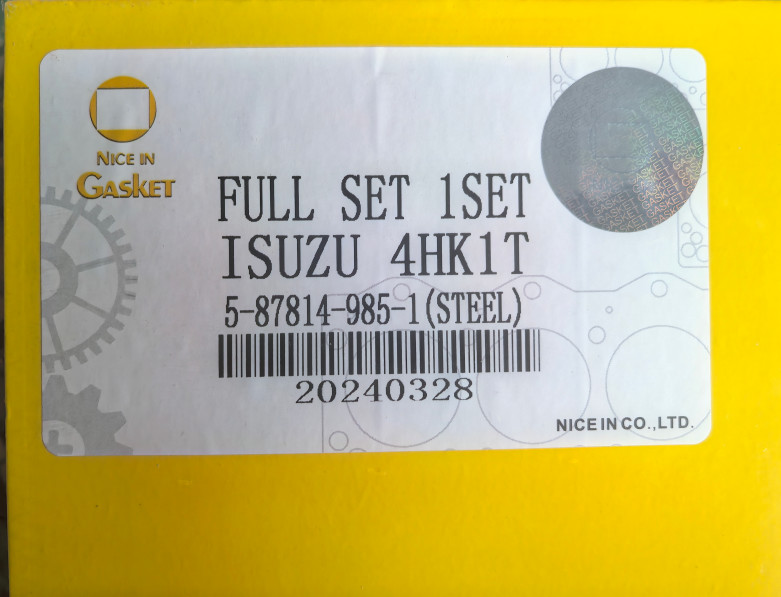 NICE IN
GASKET
FULL SET 1SET
ISUZU 4HK1T
5-87814-985-1(STEEL)
20240328
NICE IN CO.,LTD.